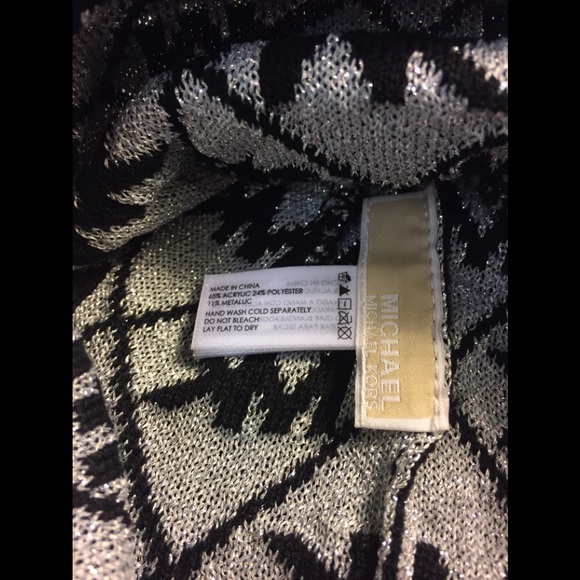 MADE IN CHINA
65% ACRYLIC 24% POLYESTER
11% METALLIC
HAND WASH COLD SEPARATELY
DO NOT BLEACH
LAY FLAT TO DRY
MICHAEL
MICHAEL KORS